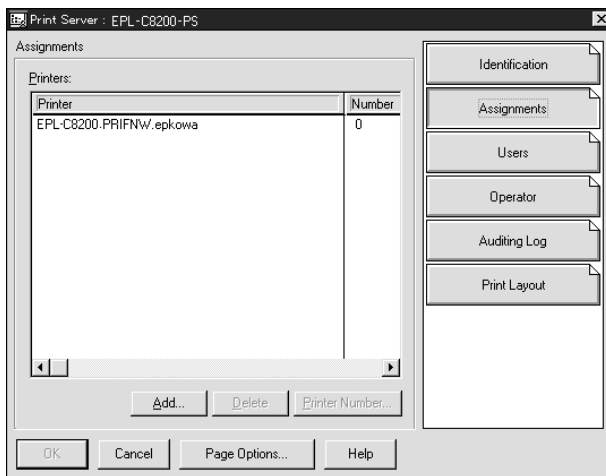 Print Server : EPL-C8200-PS
Assignments
Printers:
Printer Number
EPL-C8200.PRIFNW.epkowa 0
Add... Delete Printer Number...
OK Cancel Page Options... Help
Identification
Assignments
Users
Operator
Auditing Log
Print Layout